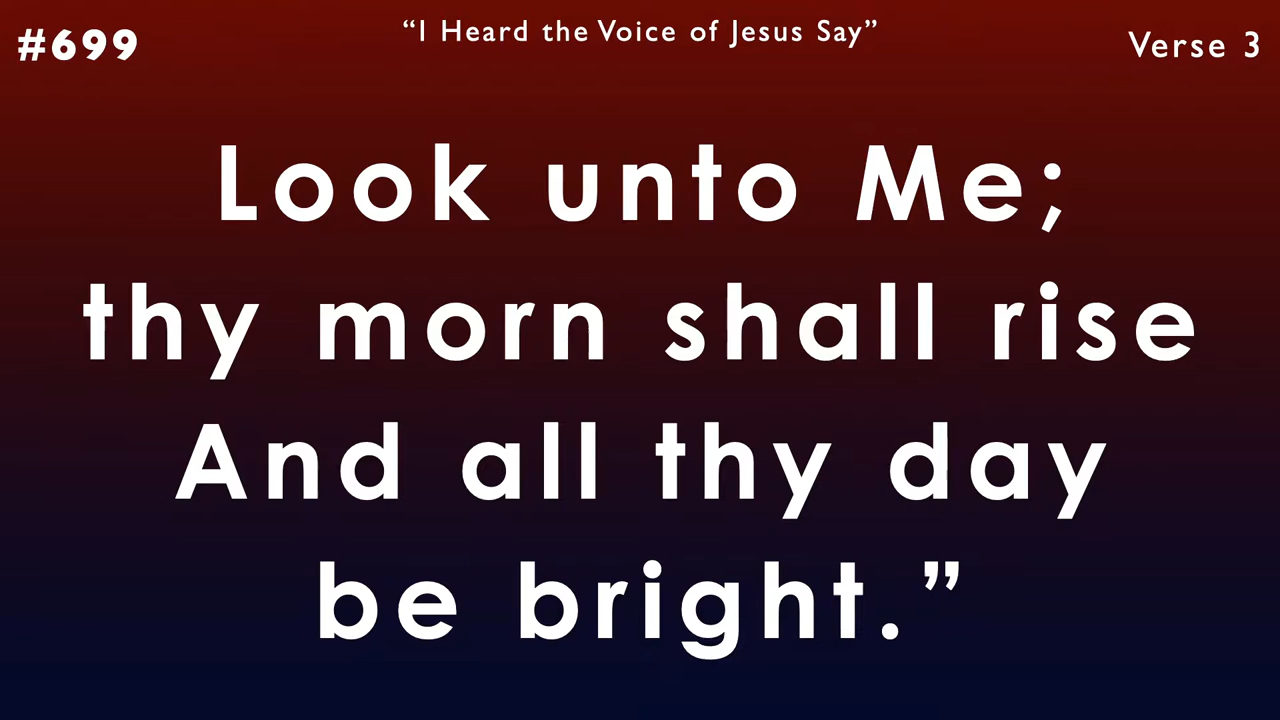 #699
“I Heard the Voice of Jesus Say”
Verse 3
Look unto Me;
thy morn shall rise
And all thy day
be bright.”